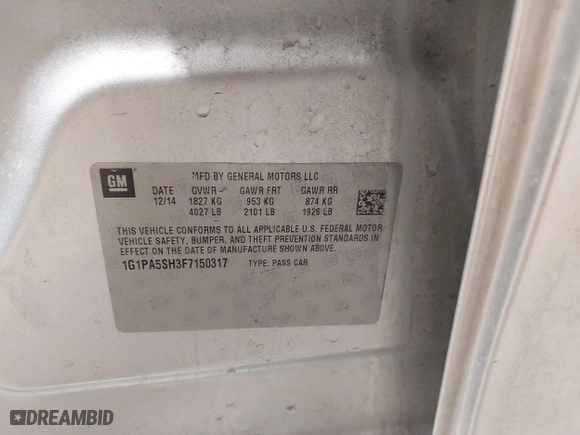 GM
MFD BY GENERAL MOTORS LLC
DATE GVWR GAWR FRT GAWR RR
12/14 1827 KG 953 KG 874 KG
4027 LB 2101 LB 1926 LB
THIS VEHICLE CONFORMS TO ALL APPLICABLE U.S. FEDERAL MOTOR
VEHICLE SAFETY, BUMPER, AND THEFT PREVENTION STANDARDS IN
EFFECT ON THE DATE OF MANUFACTURE SHOWN ABOVE.
1G1PA5SH3F7150317 TYPE: PASS CAR
DREAMBID